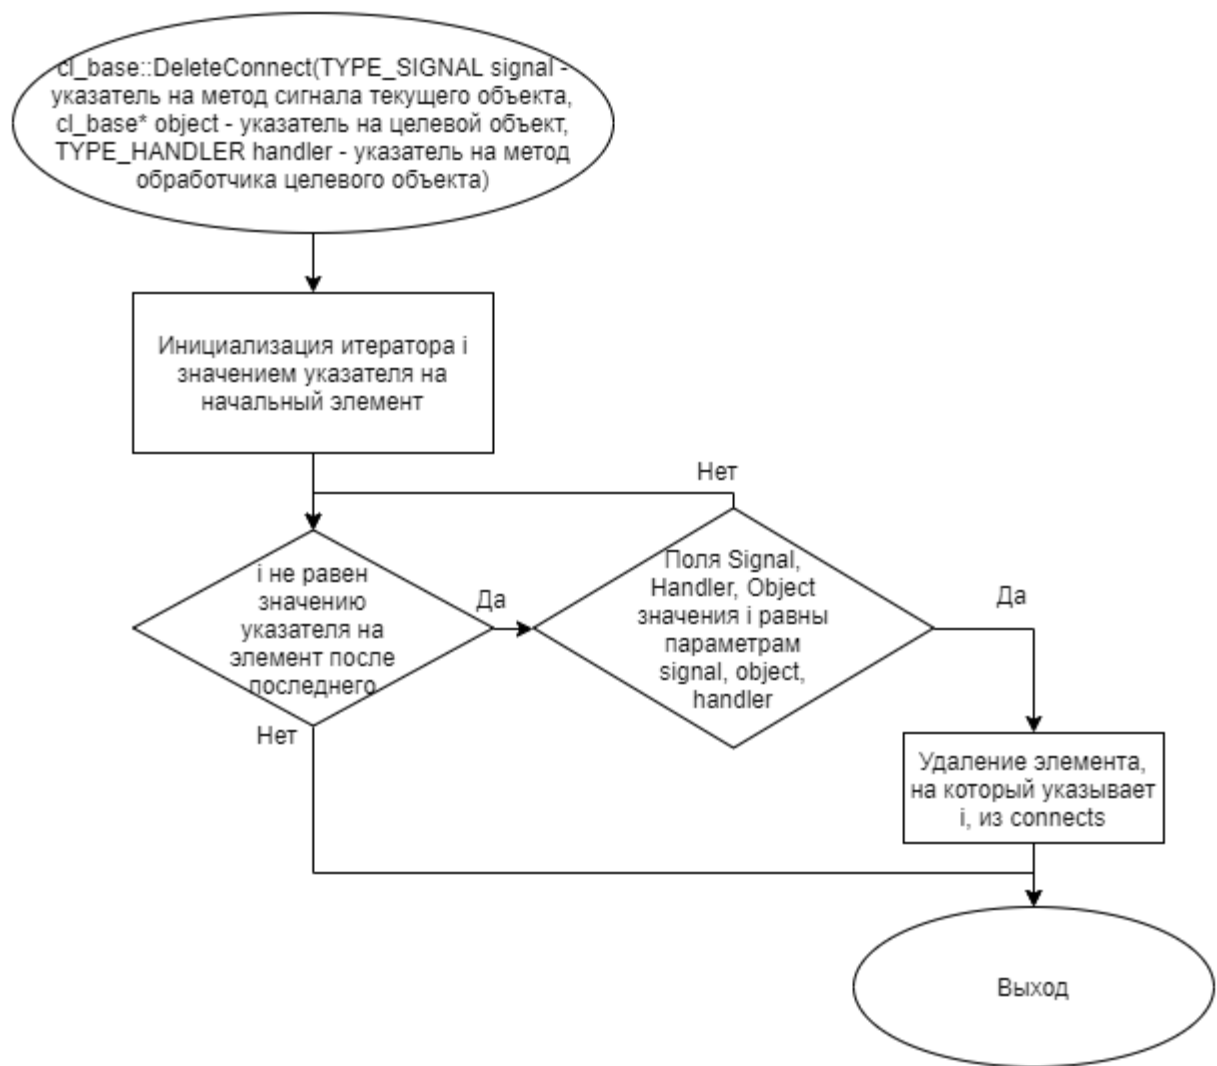 cl_base::DeleteConnect(TYPE_SIGNAL signal -
указатель на метод сигнала текущего объекта,
cl_base* object - указатель на целевой объект,
TYPE_HANDLER handler - указатель на метод
обработчика целевого объекта)
Инициализация итератора i
значением указателя на
начальный элемент
Нет
i не равен
значению
указателя на
элемент после
последнего
Да
Поля Signal,
Handler, Object
значения i равны
параметрам
signal, object,
handler
Да
Нет
Удаление элемента,
на который указывает
i, из connects
Выход